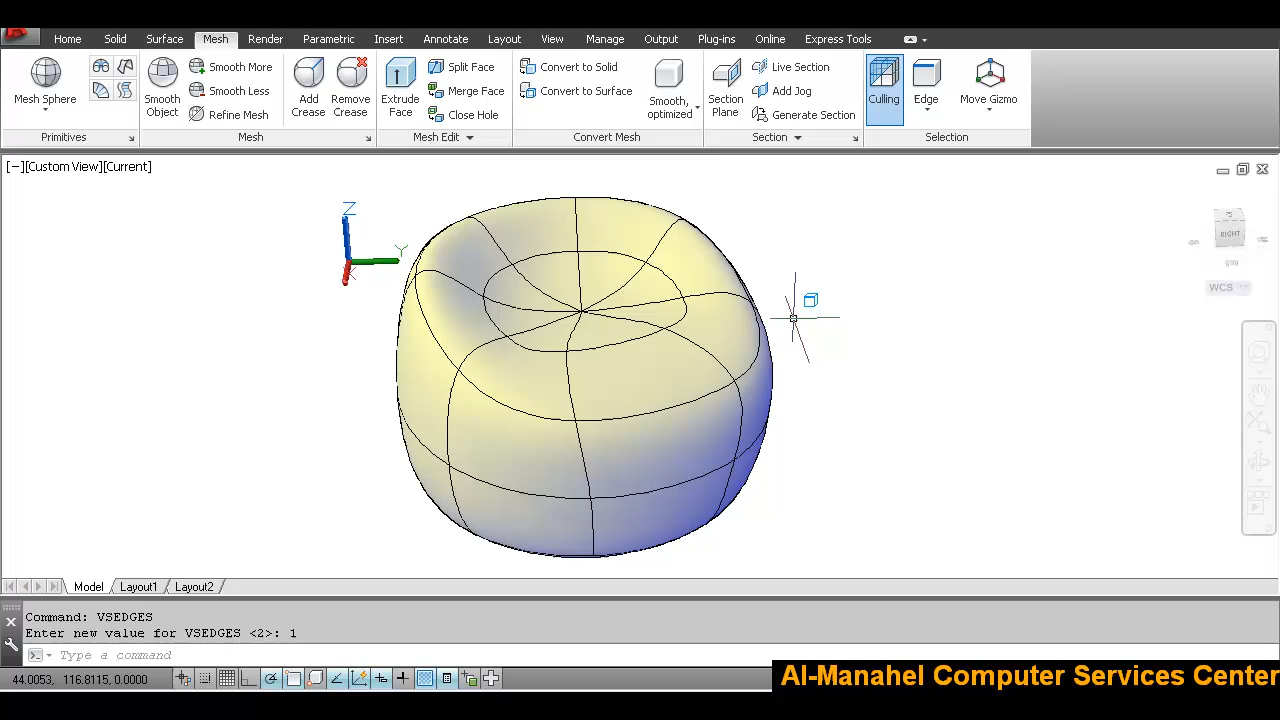 Home Solid Surface Mesh Render Parametric Insert Annotate Layout View Manage Output Plug-ins Online Express Tools
Mesh Sphere
Primitives
Smooth Object
Smooth More
Smooth Less
Refine Mesh
Add Crease
Remove Crease
Mesh
Extrude Face
Split Face
Merge Face
Close Hole
Mesh Edit
Convert to Solid
Convert to Surface
Smooth, optimized
Convert Mesh
Section Plane
Live Section
Add Jog
Generate Section
Section
Culling
Edge
Move Gizmo
Selection
[−][Custom View][Current]
Z
Y
X
RIGHT
WCS
Model Layout1 Layout2
Command: VSEDGES
Enter new value for VSEDGES <2>: 1
Type a command
44.0053, 116.8115, 0.0000
Al-Manahel Computer Services Center